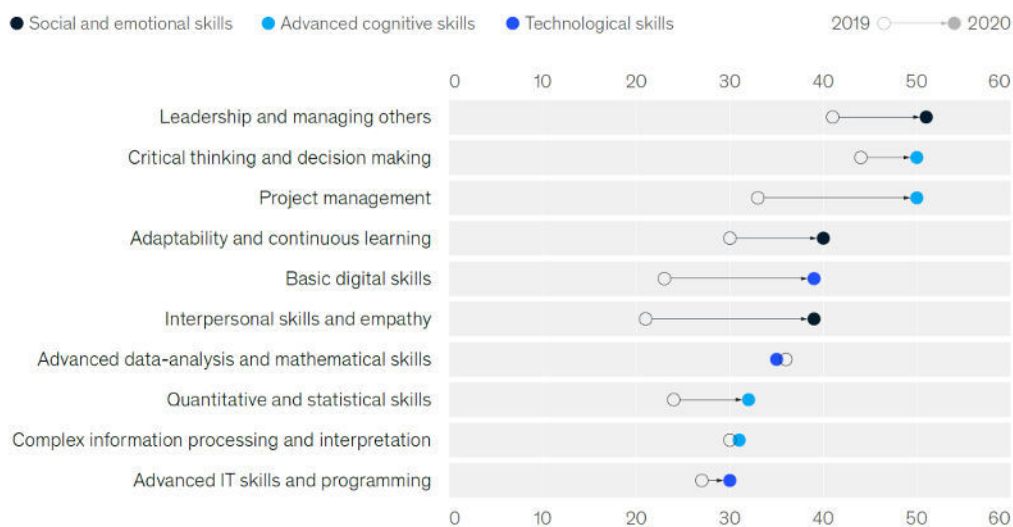 Social and emotional skills Advanced cognitive skills Technological skills 2019 2020
0 10 20 30 40 50 60
Leadership and managing others
Critical thinking and decision making
Project management
Adaptability and continuous learning
Basic digital skills
Interpersonal skills and empathy
Advanced data-analysis and mathematical skills
Quantitative and statistical skills
Complex information processing and interpretation
Advanced IT skills and programming
0 10 20 30 40 50 60